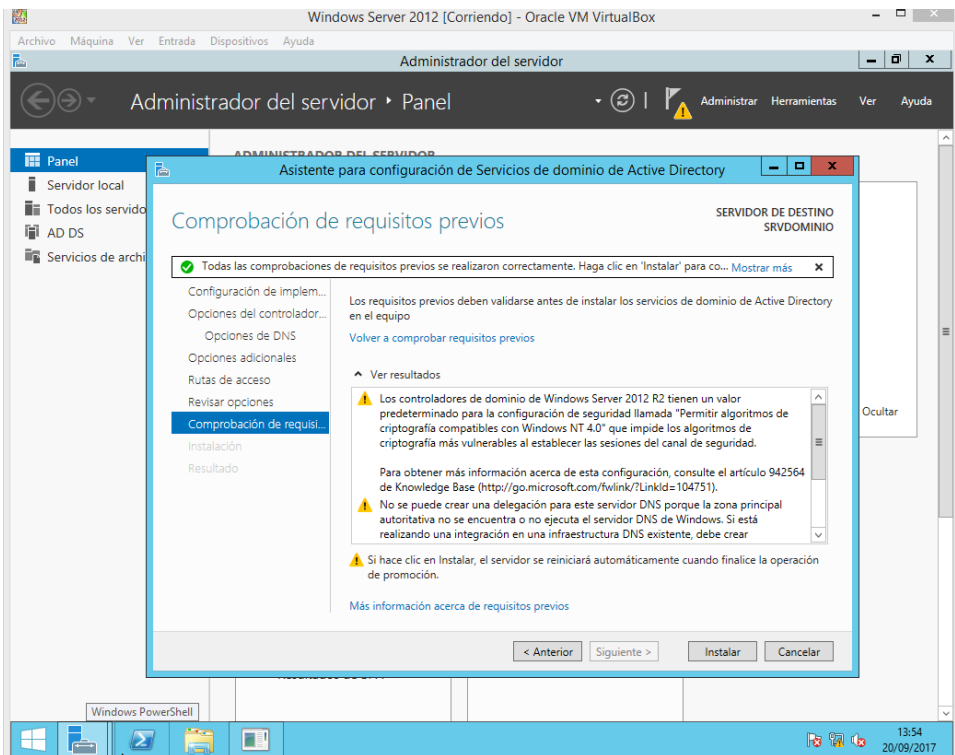 Windows Server 2012 [Corriendo] - Oracle VM VirtualBox
Archivo Máquina Ver Entrada Dispositivos Ayuda
Administrador del servidor
Administrador del servidor ‣ Panel
Administrar Herramientas Ver Ayuda
ADMINISTRADOR DEL SERVIDOR
Panel
Servidor local
Todos los servido
AD DS
Servicios de archi
Asistente para configuración de Servicios de dominio de Active Directory
Comprobación de requisitos previos
SERVIDOR DE DESTINO
SRVDOMINIO
Todas las comprobaciones de requisitos previos se realizaron correctamente. Haga clic en 'Instalar' para co... Mostrar más
Configuración de implem...
Opciones del controlador...
Opciones de DNS
Opciones adicionales
Rutas de acceso
Revisar opciones
Comprobación de requisi...
Instalación
Resultado
Los requisitos previos deben validarse antes de instalar los servicios de dominio de Active Directory
en el equipo
Volver a comprobar requisitos previos
Ver resultados
Los controladores de dominio de Windows Server 2012 R2 tienen un valor
predeterminado para la configuración de seguridad llamada "Permitir algoritmos de
criptografía compatibles con Windows NT 4.0" que impide los algoritmos de
criptografía más vulnerables al establecer las sesiones del canal de seguridad.
Para obtener más información acerca de esta configuración, consulte el artículo 942564
de Knowledge Base (http://go.microsoft.com/fwlink/?LinkId=104751).
No se puede crear una delegación para este servidor DNS porque la zona principal
autoritativa no se encuentra o no ejecuta el servidor DNS de Windows. Si está
realizando una integración en una infraestructura DNS existente, debe crear
Si hace clic en Instalar, el servidor se reiniciará automáticamente cuando finalice la operación
de promoción.
Más información acerca de requisitos previos
< Anterior Siguiente > Instalar Cancelar
Ocultar
Windows PowerShell
13:54
20/09/2017